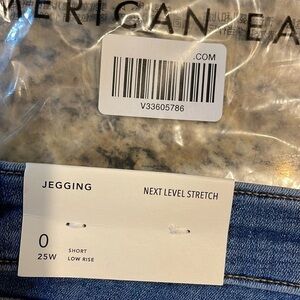 MERICAN EA
.COM
V33605786
JEGGING
NEXT LEVEL STRETCH
0
SHORT
25W
LOW RISE